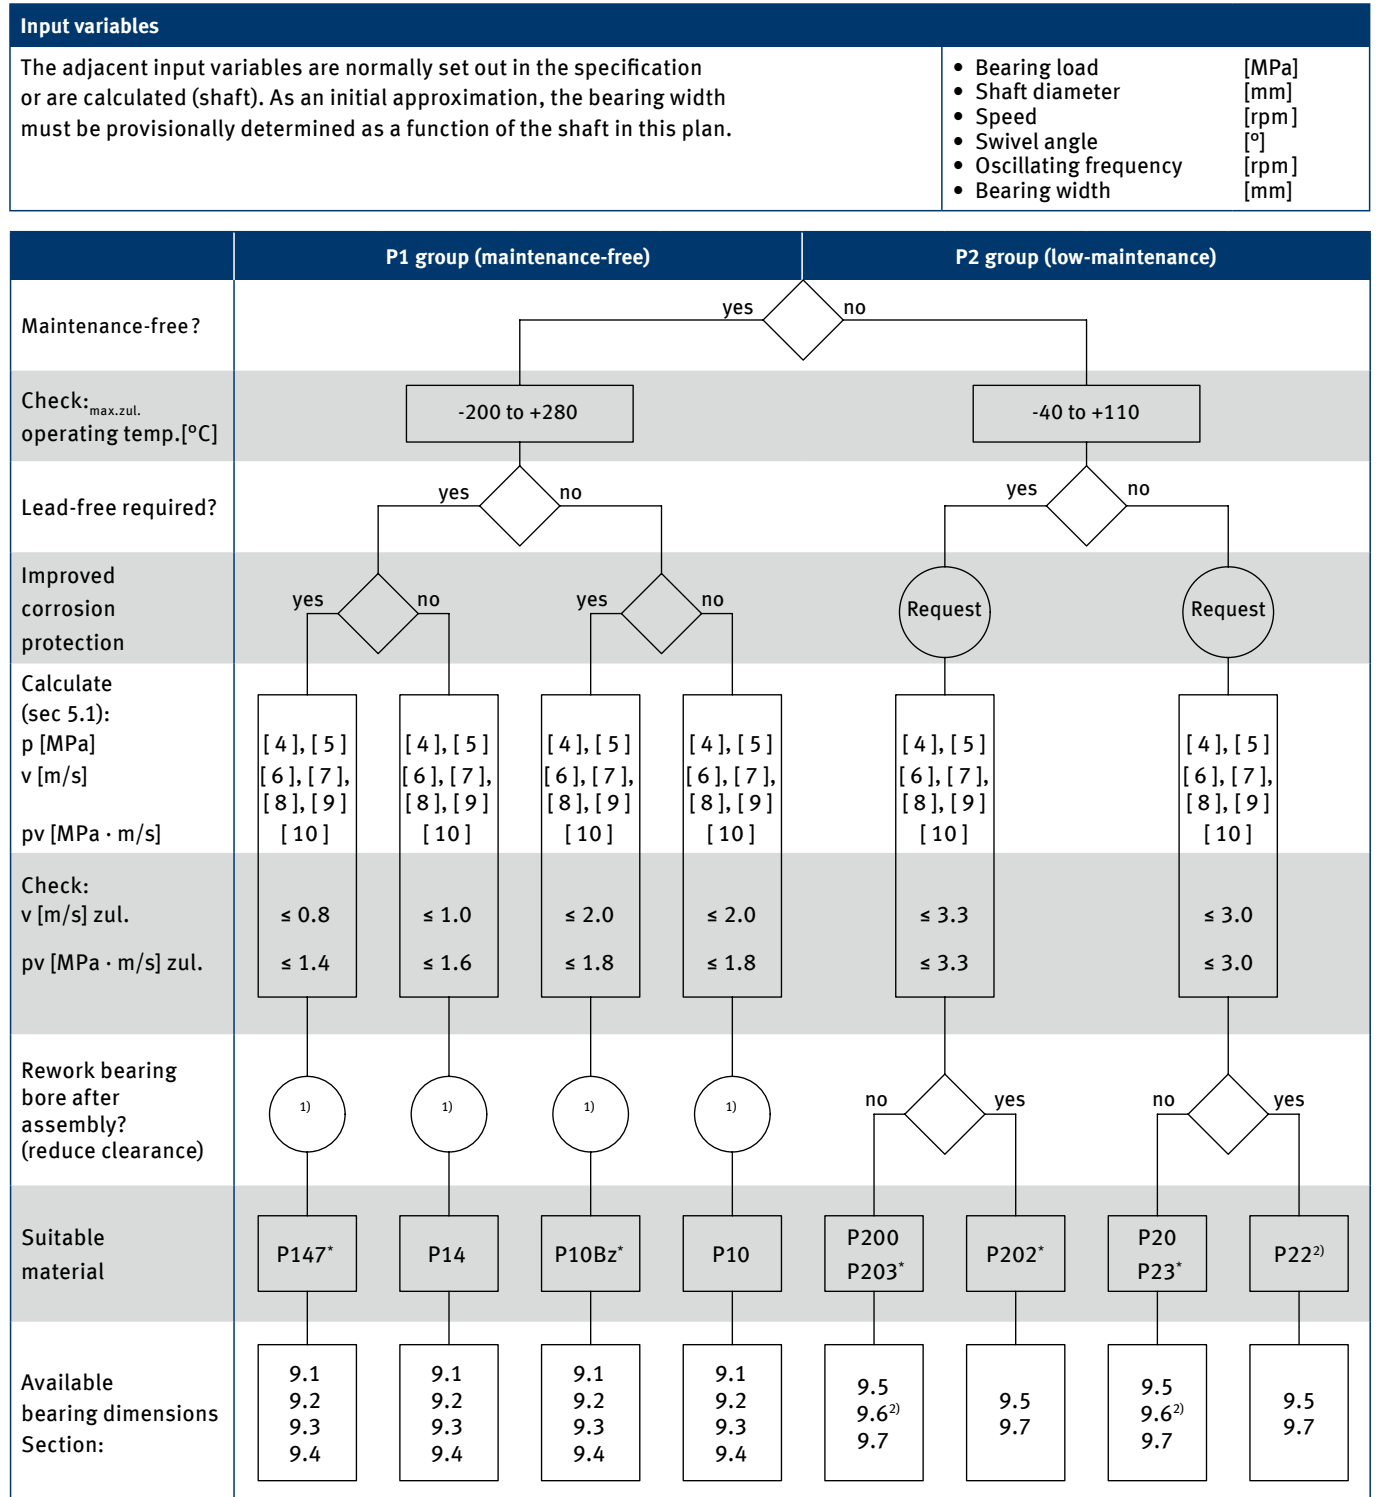 Input variables
The adjacent input variables are normally set out in the specification
or are calculated (shaft). As an initial approximation, the bearing width
must be provisionally determined as a function of the shaft in this plan.
• Bearing load [MPa]
• Shaft diameter [mm]
• Speed [rpm]
• Swivel angle [°]
• Oscillating frequency [rpm]
• Bearing width [mm]
P1 group (maintenance-free) P2 group (low-maintenance)
Maintenance-free?
yes no
Check:max.zul.
operating temp.[°C]
-200 to +280 -40 to +110
Lead-free required?
yes no yes no
Improved
corrosion
protection
yes no yes no Request Request
Calculate
(sec 5.1):
p [MPa] [4], [5] [4], [5] [4], [5] [4], [5] [4], [5] [4], [5]
v [m/s] [6], [7], [6], [7], [6], [7], [6], [7], [6], [7], [6], [7],
[8], [9] [8], [9] [8], [9] [8], [9] [8], [9] [8], [9]
pv [MPa · m/s] [10] [10] [10] [10] [10] [10]
Check:
v [m/s] zul. ≤ 0.8 ≤ 1.0 ≤ 2.0 ≤ 2.0 ≤ 3.3 ≤ 3.0
pv [MPa · m/s] zul. ≤ 1.4 ≤ 1.6 ≤ 1.8 ≤ 1.8 ≤ 3.3 ≤ 3.0
Rework bearing
bore after
assembly?
(reduce clearance)
1) 1) 1) 1) no yes no yes
Suitable
material
P147* P14 P10Bz* P10
P200
P203*
P202*
P20
P23*
P22²⁾
Available
bearing dimensions
Section:
9.1
9.2
9.3
9.4
9.1
9.2
9.3
9.4
9.1
9.2
9.3
9.4
9.1
9.2
9.3
9.4
9.5
9.6²⁾
9.7
9.5
9.7
9.5
9.6²⁾
9.7
9.5
9.7